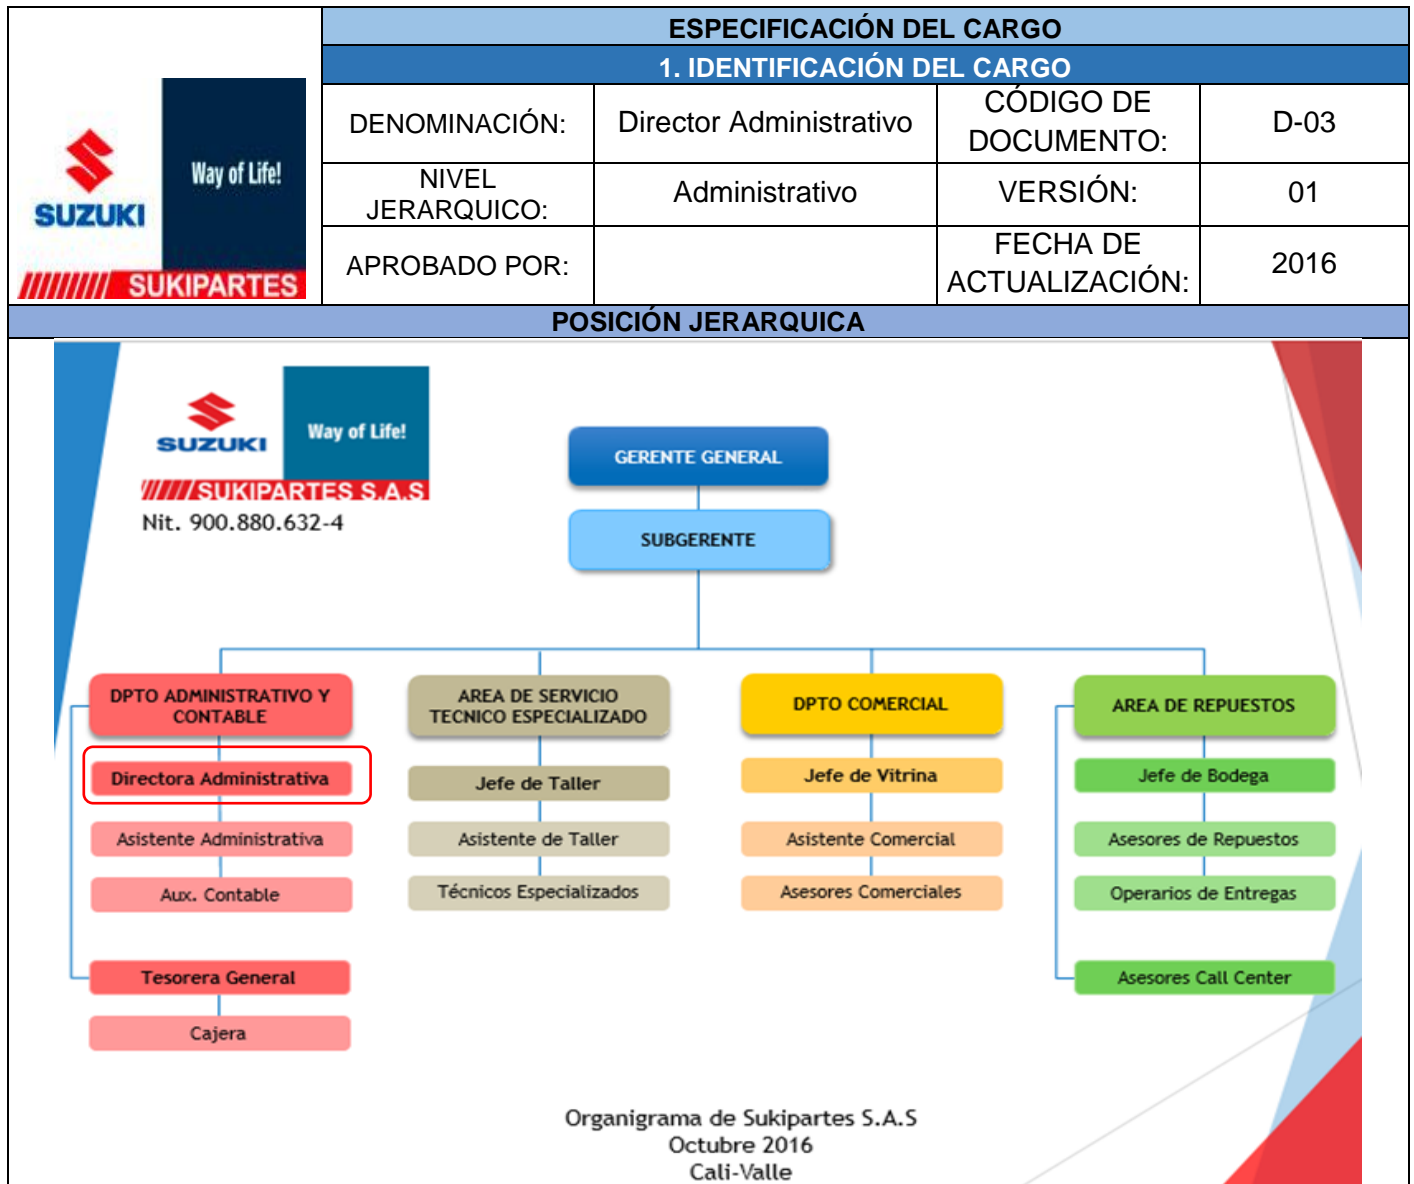 ESPECIFICACIÓN DEL CARGO
1. IDENTIFICACIÓN DEL CARGO
SUZUKI
Way of Life!
SUKIPARTES
DENOMINACIÓN:
Director Administrativo
CÓDIGO DE
DOCUMENTO:
D-03
NIVEL
JERARQUICO:
Administrativo
VERSIÓN:
01
APROBADO POR:
FECHA DE
ACTUALIZACIÓN:
2016
POSICIÓN JERARQUICA
SUZUKI
Way of Life!
SUKIPARTES S.A.S
Nit. 900.880.632-4
GERENTE GENERAL
SUBGERENTE
DPTO ADMINISTRATIVO Y
CONTABLE
Directora Administrativa
Asistente Administrativa
Aux. Contable
Tesorera General
Cajera
AREA DE SERVICIO
TECNICO ESPECIALIZADO
Jefe de Taller
Asistente de Taller
Técnicos Especializados
DPTO COMERCIAL
Jefe de Vitrina
Asistente Comercial
Asesores Comerciales
AREA DE REPUESTOS
Jefe de Bodega
Asesores de Repuestos
Operarios de Entregas
Asesores Call Center
Organigrama de Sukipartes S.A.S
Octubre 2016
Cali-Valle